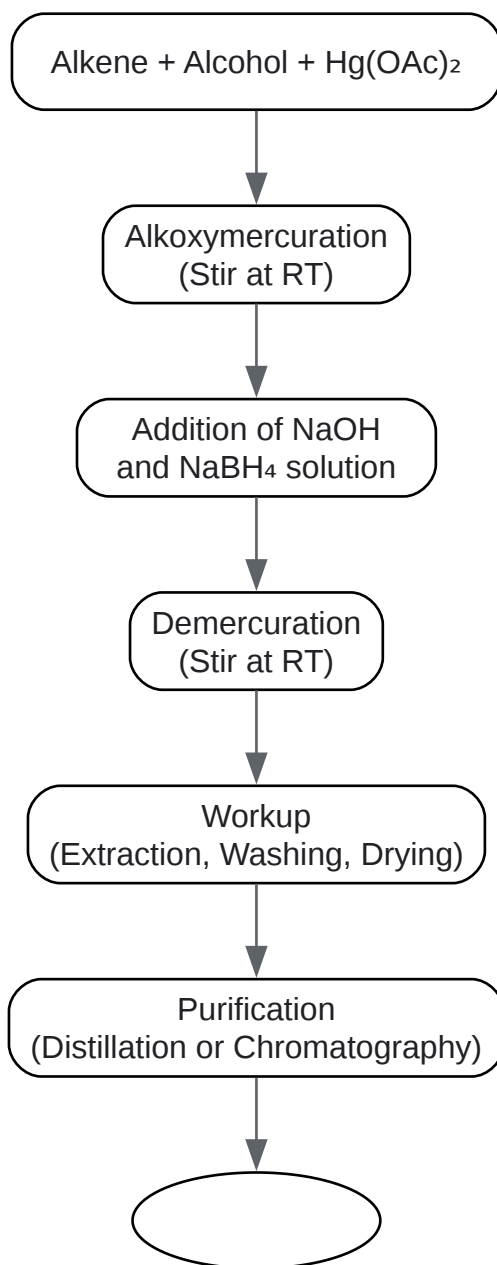 Alkene + Alcohol + Hg(OAc)₂
Alkoxymercuration
(Stir at RT)
Addition of NaOH
and NaBH₄ solution
Demercuration
(Stir at RT)
Workup
(Extraction, Washing, Drying)
Purification
(Distillation or Chromatography)